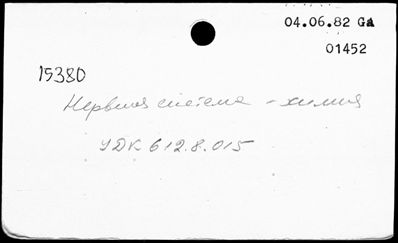 04.06.82 GA
01452
15380
Нервная система - химия
УДК 612.8.015